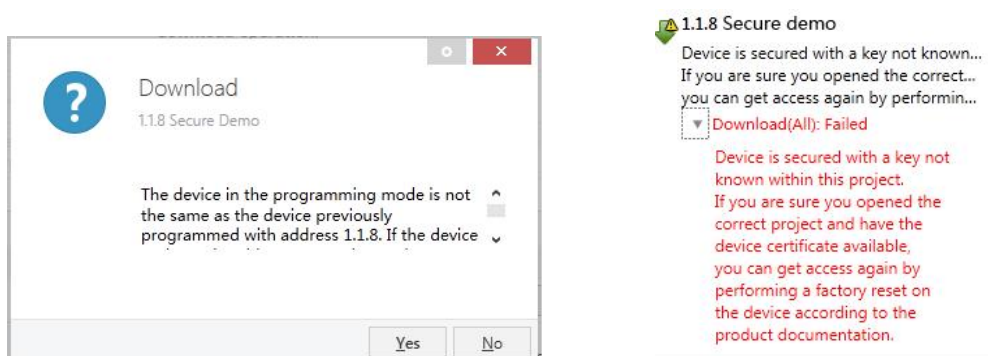 Download
1.1.8 Secure Demo
The device in the programming mode is not
the same as the device previously
programmed with address 1.1.8. If the device
Yes
No
1.1.8 Secure demo
Device is secured with a key not known...
If you are sure you opened the correct...
you can get access again by performin...
Download(All): Failed
Device is secured with a key not
known within this project.
If you are sure you opened the
correct project and have the
device certificate available,
you can get access again by
performing a factory reset on
the device according to the
product documentation.